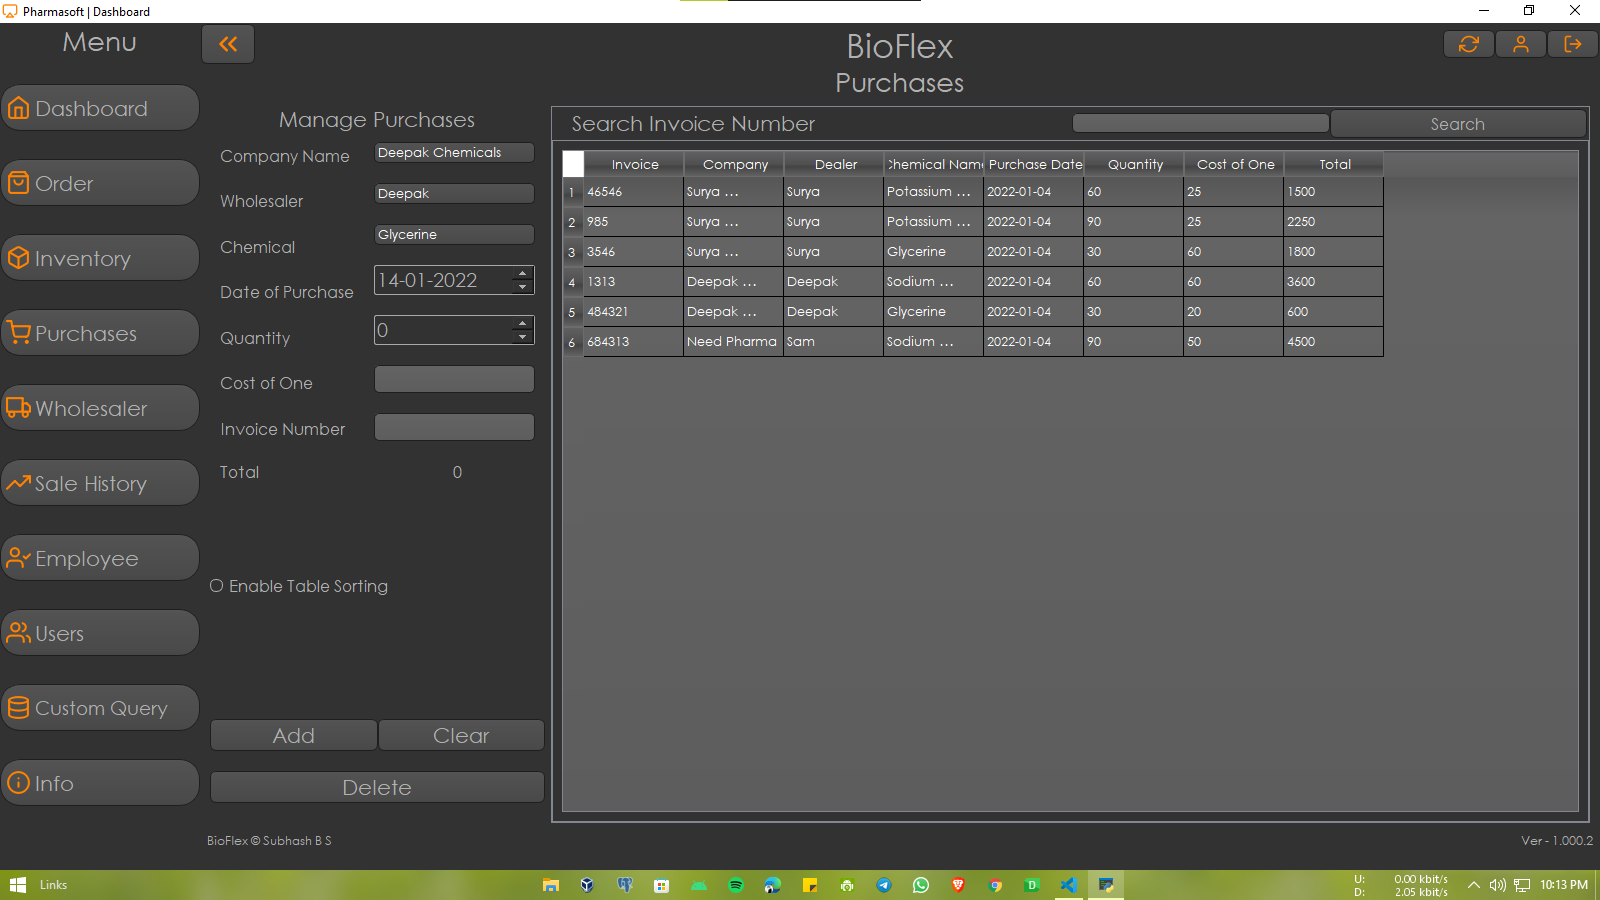 Pharmasoft | Dashboard
Menu
BioFlex
Purchases
Dashboard
Order
Inventory
Purchases
Wholesaler
Sale History
Employee
Users
Custom Query
Info
Manage Purchases
Company Name Deepak Chemicals
Wholesaler Deepak
Chemical Glycerine
Date of Purchase 14-01-2022
Quantity 0
Cost of One
Invoice Number
Total 0
Enable Table Sorting
Add Clear
Delete
Search Invoice Number Search
Invoice Company Dealer Chemical Name Purchase Date Quantity Cost of One Total
1 46546 Surya ... Surya Potassium ... 2022-01-04 60 25 1500
2 985 Surya ... Surya Potassium ... 2022-01-04 90 25 2250
3 3546 Surya ... Surya Glycerine 2022-01-04 30 60 1800
4 1313 Deepak ... Deepak Sodium ... 2022-01-04 60 60 3600
5 484321 Deepak ... Deepak Glycerine 2022-01-04 30 20 600
6 684313 Need Pharma Sam Sodium ... 2022-01-04 90 50 4500
BioFlex © Subhash B S Ver - 1.000.2
Links
U: 0.00 kbit/s
D: 2.05 kbit/s
10:13 PM